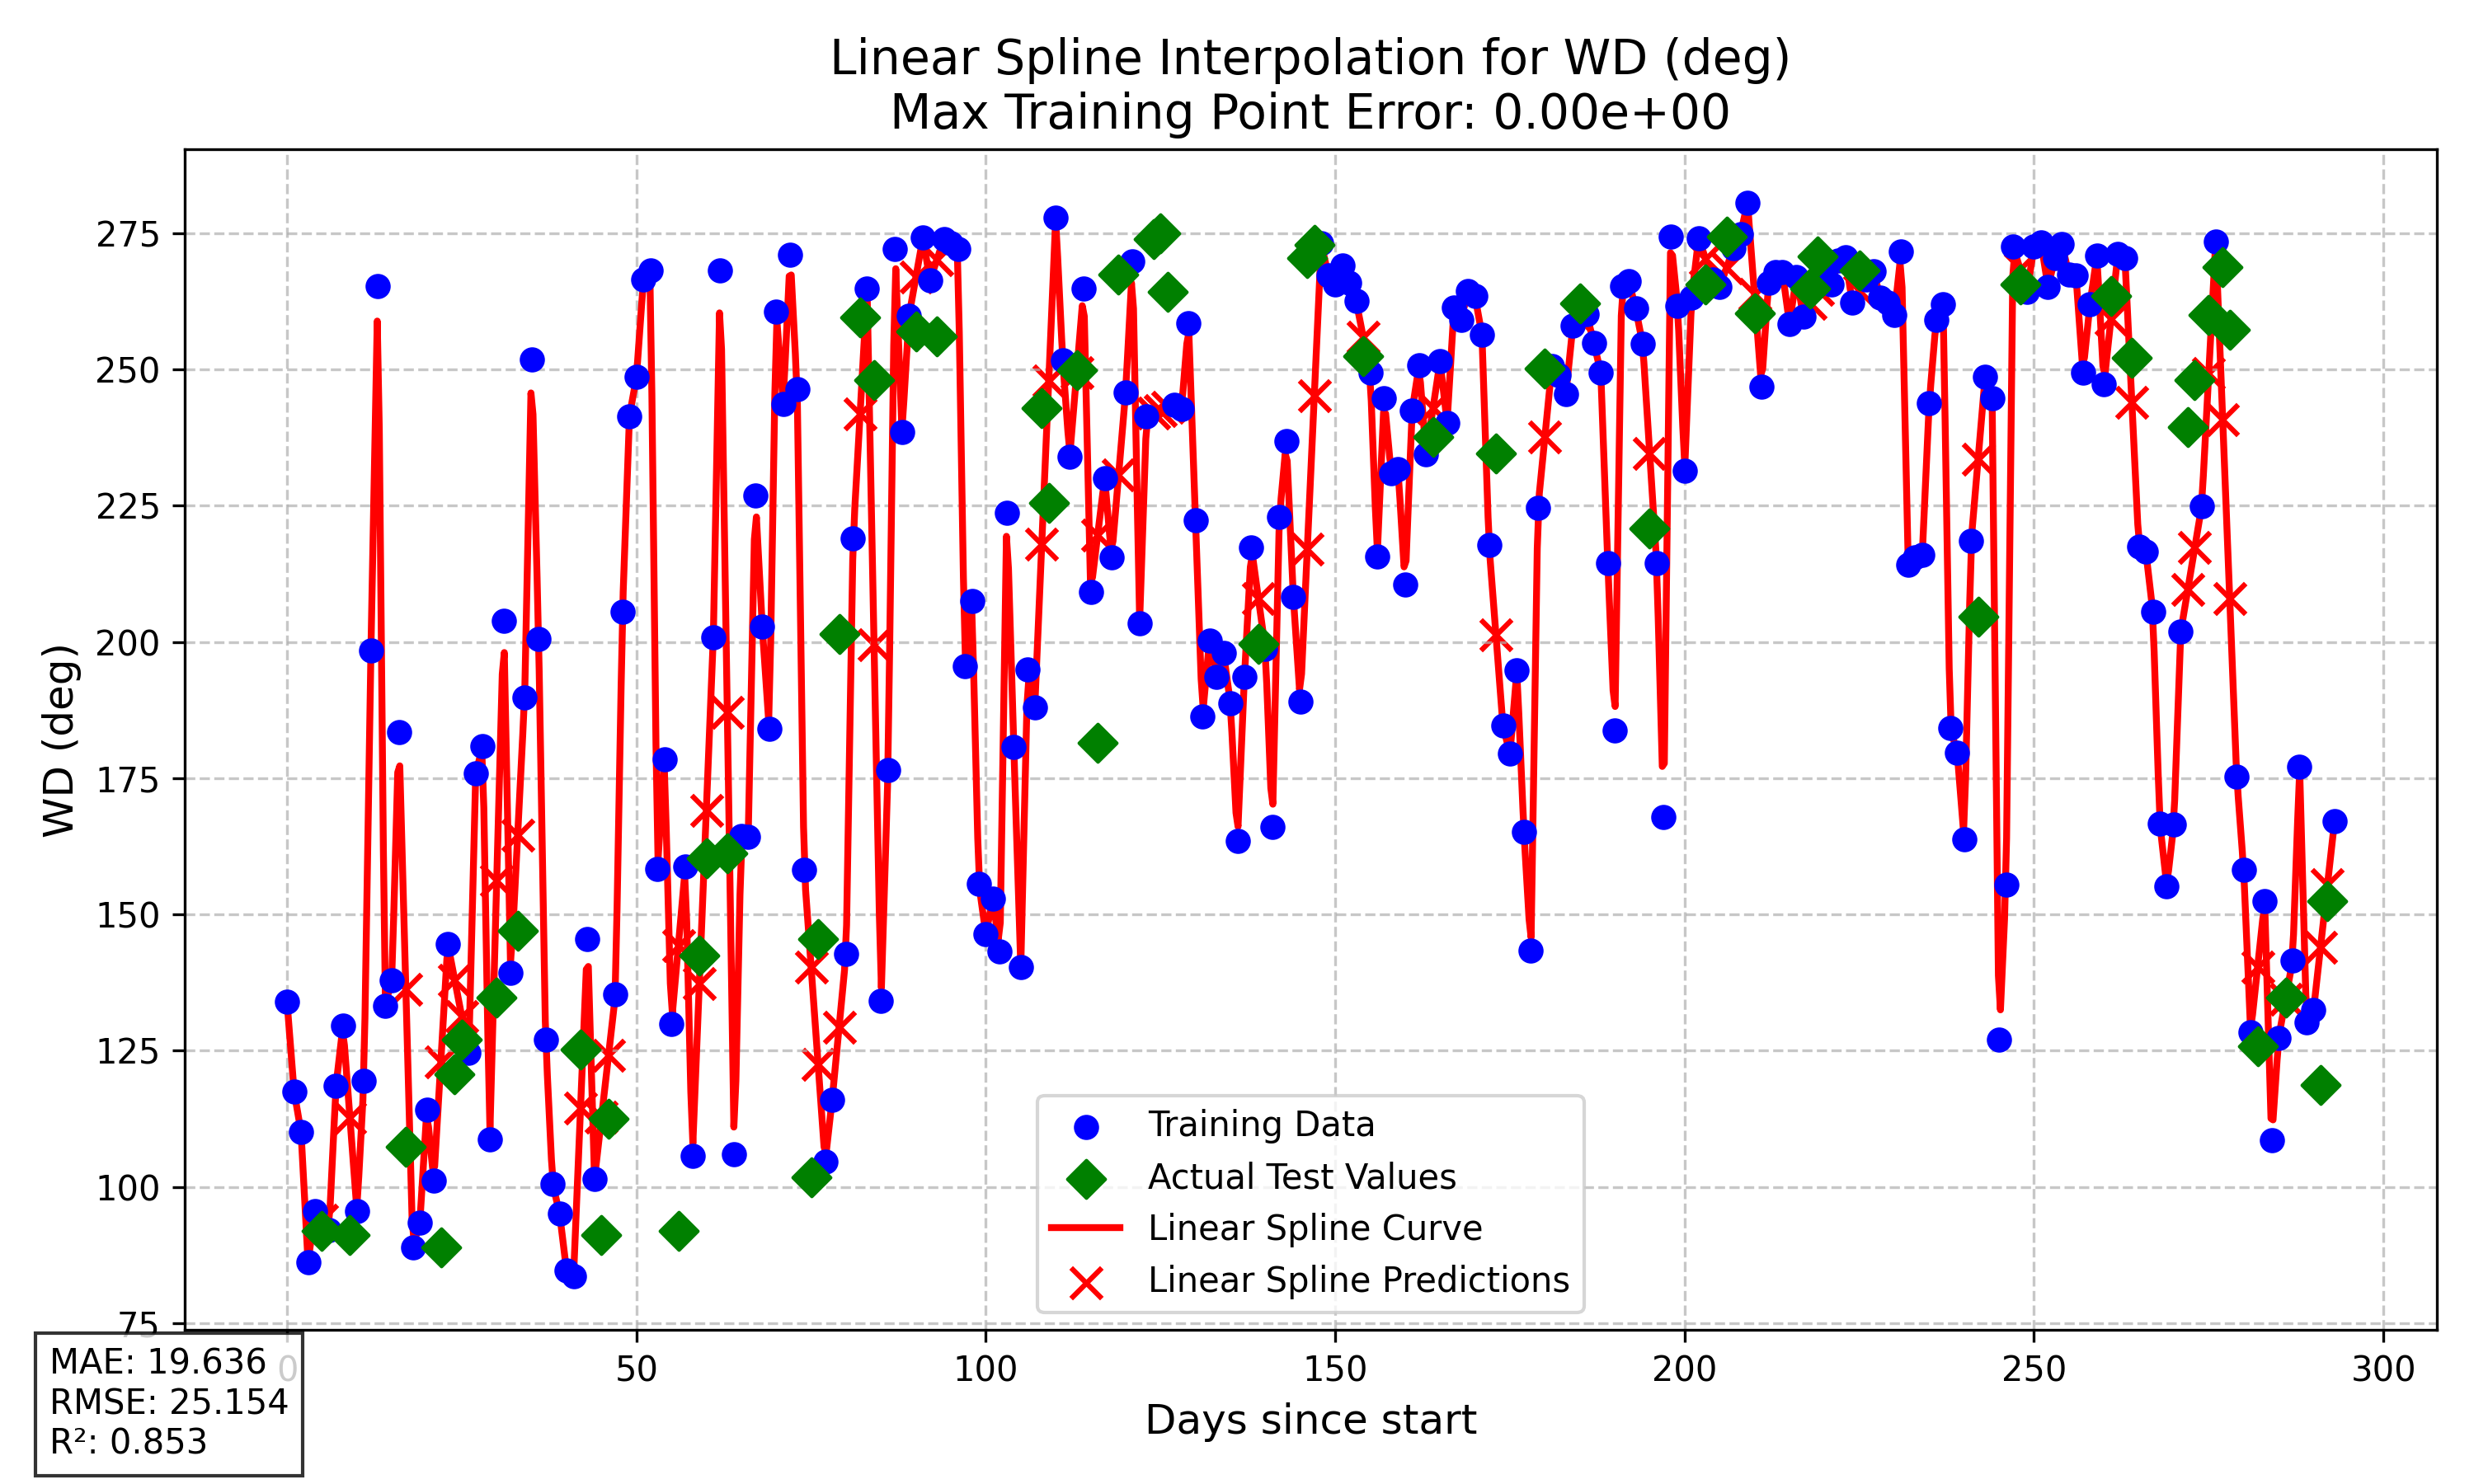 Linear Spline Interpolation for WD (deg)
Max Training Point Error: 0.00e+00
WD (deg)
275
250
225
200
175
150
125
100
75
Training Data
Actual Test Values
Linear Spline Curve
Linear Spline Predictions
0
50
100
150
200
250
300
Days since start
MAE: 19.636
RMSE: 25.154
R²: 0.853